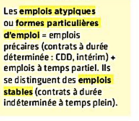 Les emplois atypiques
ou formes particulières
d'emploi = emplois
précaires (contrats à durée
déterminée : CDD, intérim) +
emplois à temps partiel. Ils
se distinguent des emplois
stables (contrats à durée
indéterminée à temps plein).